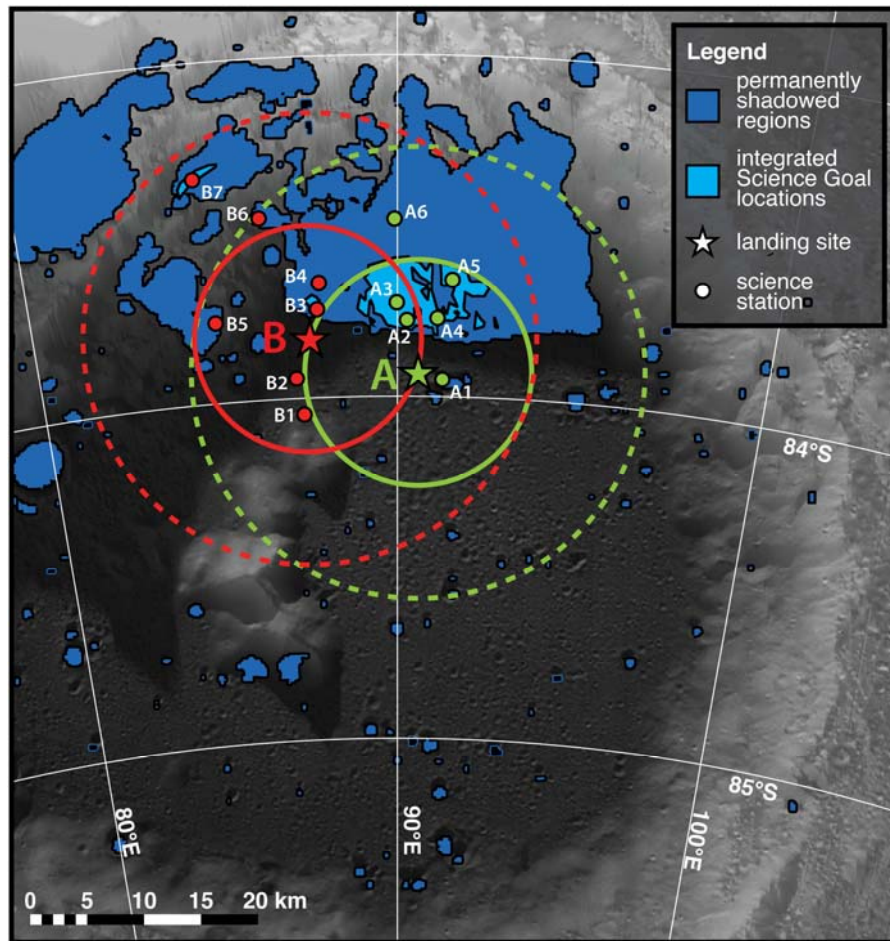 Legend
permanently
shadowed
regions
integrated
Science Goal
locations
landing site
science
station
B7
B6
A6
B4
A5
A3
B3
B5
A2
A4
B
A
B2
A1
B1
84°S
85°S
80°E
90°E
100°E
0 5 10 15 20 km